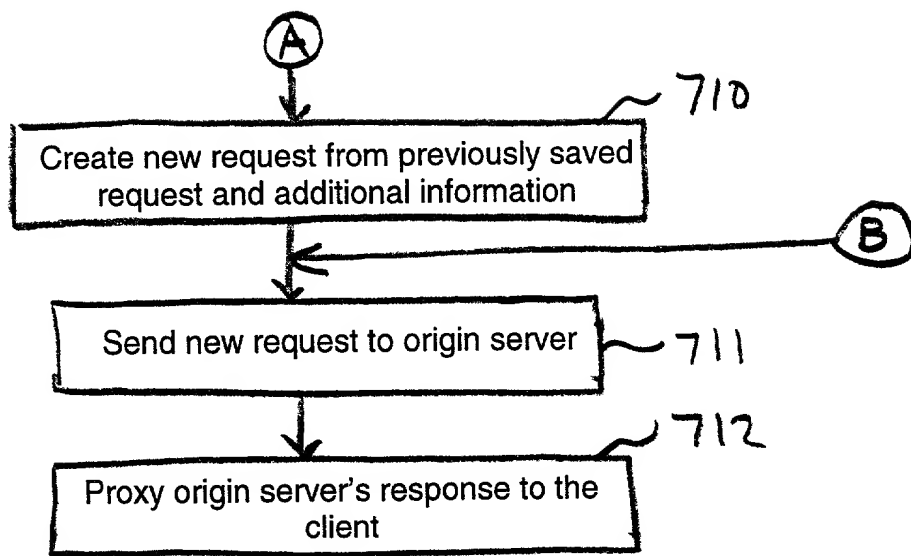 A
710
Create new request from previously saved
request and additional information
B
Send new request to origin server
711
712
Proxy origin server's response to the
client